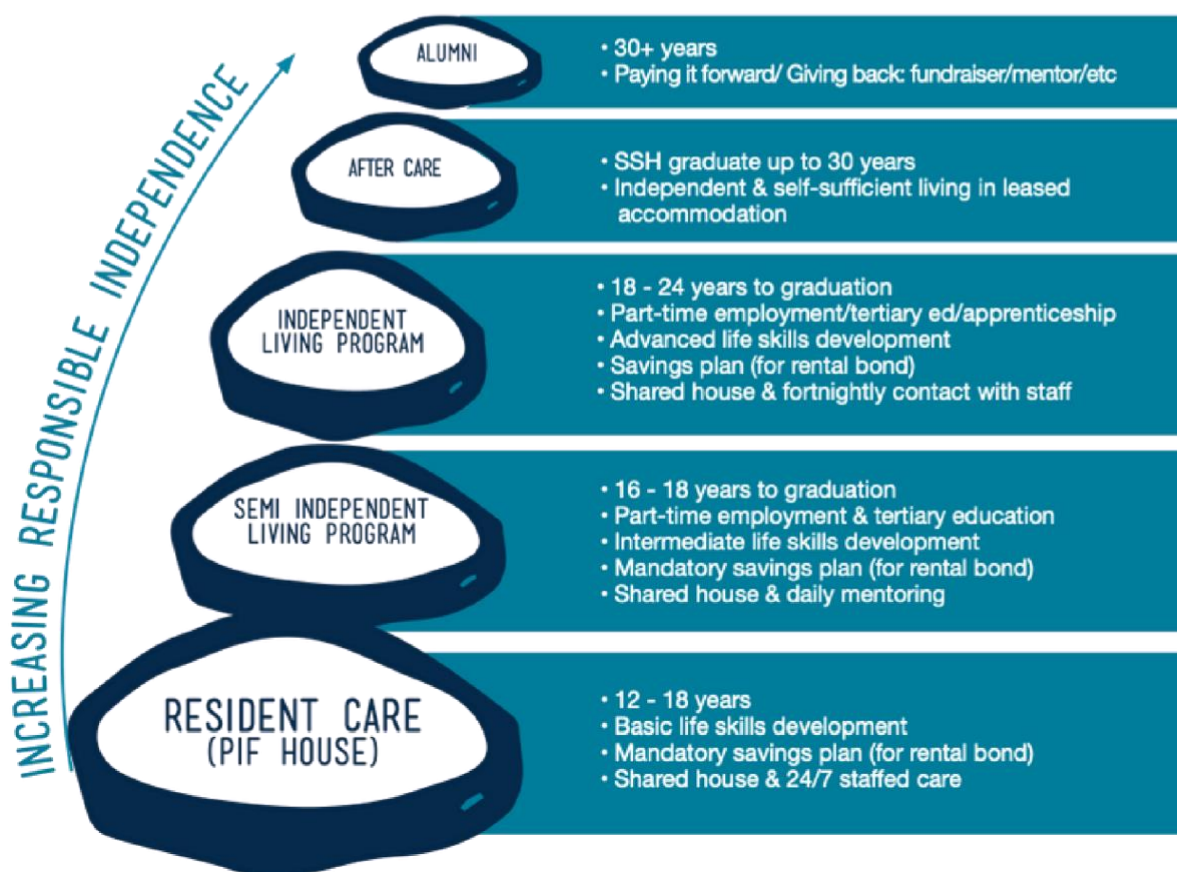 INCREASING RESPONSIBLE INDEPENDENCE
ALUMNI
• 30+ years
• Paying it forward/ Giving back: fundraiser/mentor/etc
AFTER CARE
• SSH graduate up to 30 years
• Independent & self-sufficient living in leased
accommodation
INDEPENDENT
LIVING PROGRAM
• 18 - 24 years to graduation
• Part-time employment/tertiary ed/apprenticeship
• Advanced life skills development
• Savings plan (for rental bond)
• Shared house & fortnightly contact with staff
SEMI INDEPENDENT
LIVING PROGRAM
• 16 - 18 years to graduation
• Part-time employment & tertiary education
• Intermediate life skills development
• Mandatory savings plan (for rental bond)
• Shared house & daily mentoring
RESIDENT CARE
(PIF HOUSE)
• 12 - 18 years
• Basic life skills development
• Mandatory savings plan (for rental bond)
• Shared house & 24/7 staffed care